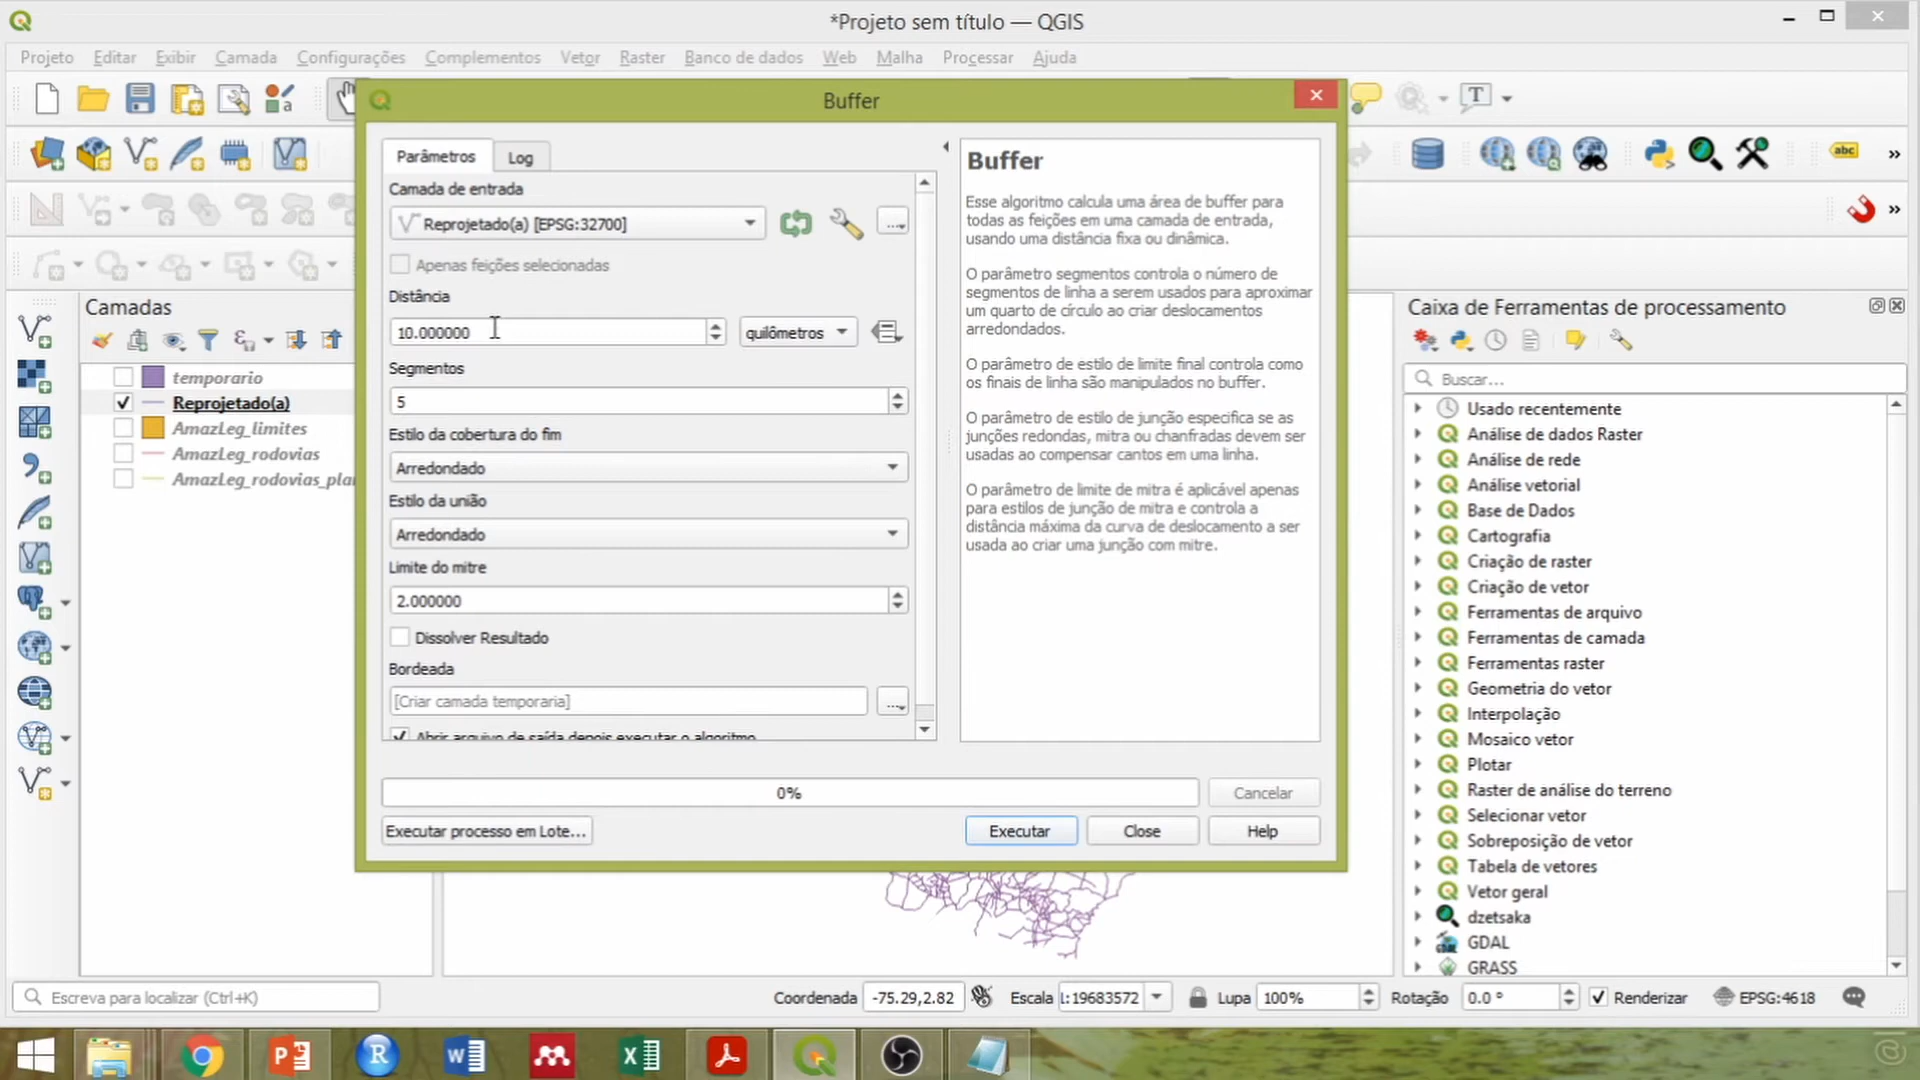 *Projeto sem título — QGIS
Projeto Editar Exibir Camada Configurações Complementos Vetor Raster Banco de dados Web Malha Processar Ajuda
Buffer
Parâmetros
Log
Camada de entrada
Reprojetado(a) [EPSG:32700]
Apenas feições selecionadas
Distância
10.000000
quilômetros
Segmentos
5
Estilo da cobertura do fim
Arredondado
Estilo da união
Arredondado
Limite do mitre
2.000000
Dissolver Resultado
Bordeada
[Criar camada temporaria]
Abrir arquivo de saída depois executar o algoritmo
0%
Cancelar
Executar processo em Lote...
Executar
Close
Help
Buffer
Esse algoritmo calcula uma área de buffer para
todas as feições em uma camada de entrada,
usando uma distância fixa ou dinâmica.
O parâmetro segmentos controla o número de
segmentos de linha a serem usados para aproximar
um quarto de círculo ao criar deslocamentos
arredondados.
O parâmetro de estilo de limite final controla como
os finais de linha são manipulados no buffer.
O parâmetro de estilo de junção especifica se as
junções redondas, mitra ou chanfradas devem ser
usadas ao compensar cantos em uma linha.
O parâmetro de limite de mitra é aplicável apenas
para estilos de junção de mitra e controla a
distância máxima da curva de deslocamento a ser
usada ao criar uma junção com mitre.
abc
Camadas
temporario
Reprojetado(a)
AmazLeg_limites
AmazLeg_rodovias
AmazLeg_rodovias_plan
Caixa de Ferramentas de processamento
Buscar...
Usado recentemente
Análise de dados Raster
Análise de rede
Análise vetorial
Base de Dados
Cartografia
Criação de raster
Criação de vetor
Ferramentas de arquivo
Ferramentas de camada
Ferramentas raster
Geometria do vetor
Interpolação
Mosaico vetor
Plotar
Raster de análise do terreno
Selecionar vetor
Sobreposição de vetor
Tabela de vetores
Vetor geral
dzetsaka
GDAL
GRASS
Escreva para localizar (Ctrl+K)
Coordenada -75.29,2.82 Escala l:19683572 Lupa 100% Rotação 0.0 ° Renderizar EPSG:4618